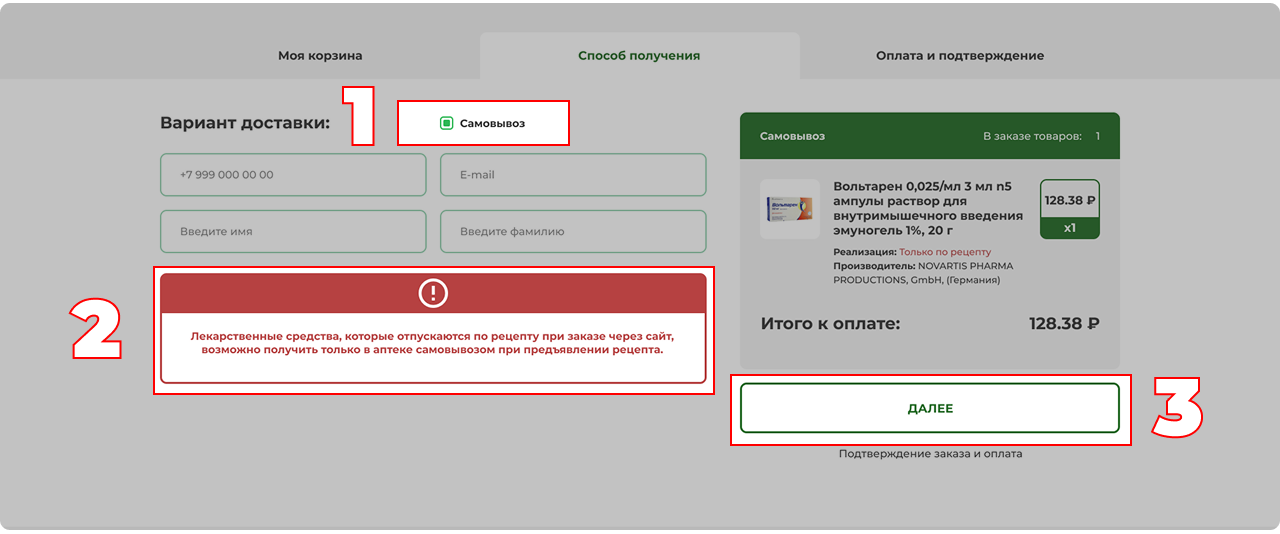 Моя корзина
Способ получения
Оплата и подтверждение
1
Вариант доставки:
Самовывоз
+7 999 000 00 00
E-mail
Введите имя
Введите фамилию
2
Лекарственные средства, которые отпускаются по рецепту при заказе через сайт,
возможно получить только в аптеке самовывозом при предъявлении рецепта.
Самовывоз
В заказе товаров: 1
Вольтарен 0,025/мл 3 мл n5
ампулы раствор для
внутримышечного введения
эмуногель 1%, 20 г
128.38 ₽
x1
Реализация: Только по рецепту
Производитель: NOVARTIS PHARMA
PRODUCTIONS, GmbH, (Германия)
Вольтарен
Итого к оплате: 128.38 ₽
ДАЛЕЕ
3
Подтверждение заказа и оплата